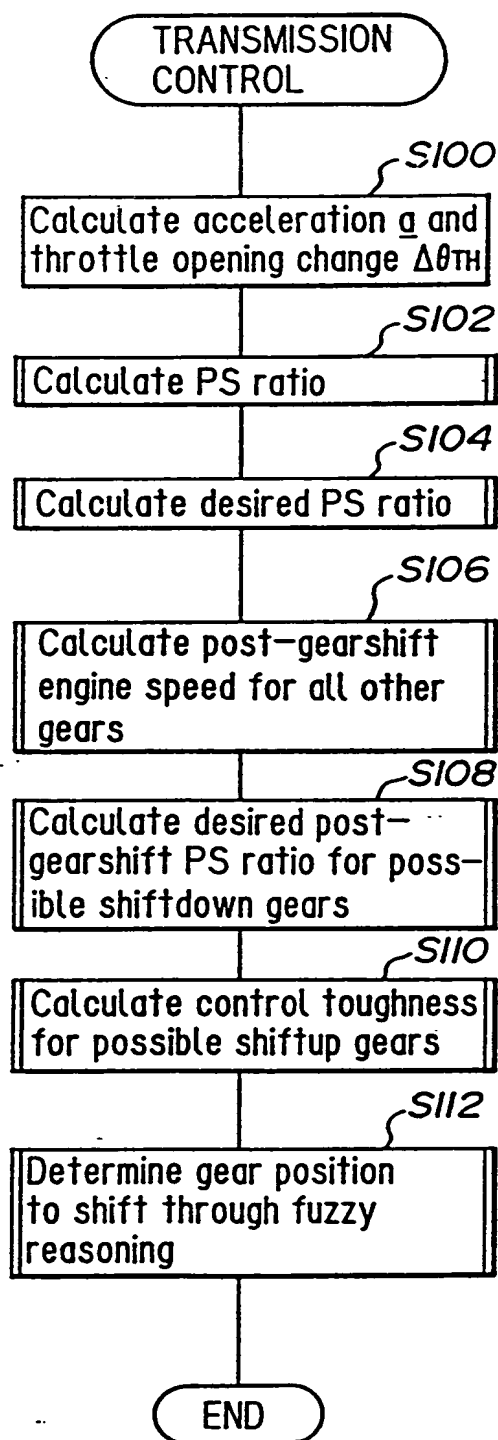 TRANSMISSION
CONTROL
S100
Calculate acceleration a and
throttle opening change ΔθTH
S102
Calculate PS ratio
S104
Calculate desired PS ratio
S106
Calculate post-gearshift
engine speed for all other
gears
S108
Calculate desired post-
gearshift PS ratio for poss-
ible shiftdown gears
S110
Calculate control toughness
for possible shiftup gears
S112
Determine gear position
to shift through fuzzy
reasoning
END